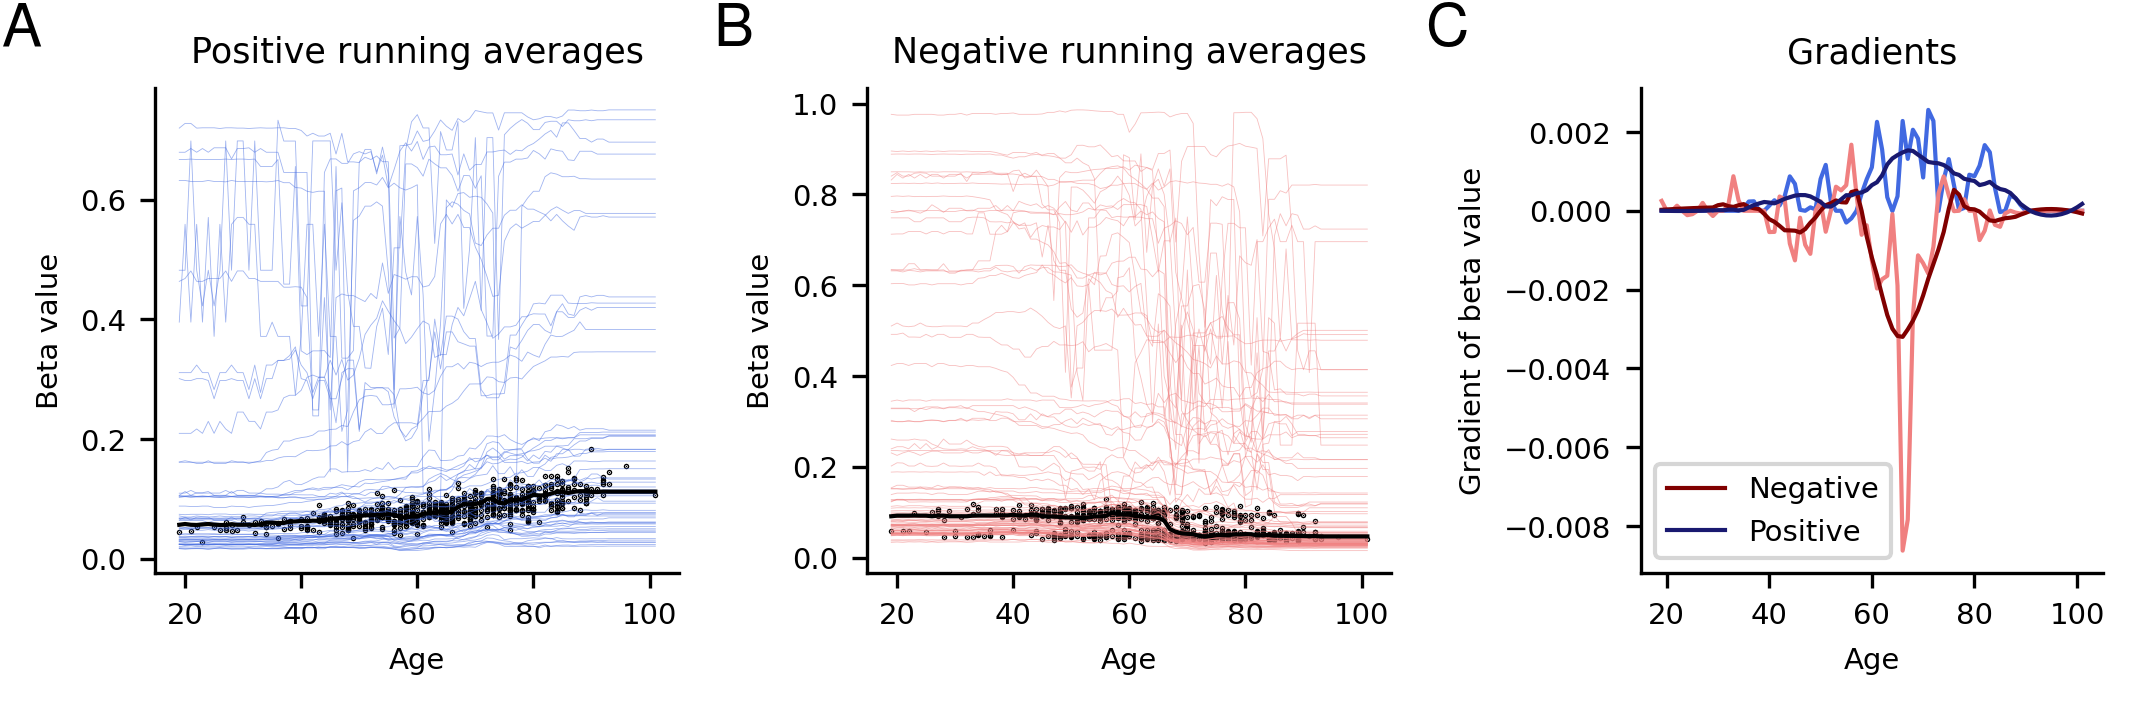 A
Positive running averages
Beta value
0.6
0.4
0.2
0.0
20 40 60 80 100
Age
B
Negative running averages
Beta value
1.0
0.8
0.6
0.4
0.2
0.0
20 40 60 80 100
Age
C
Gradients
Gradient of beta value
0.002
0.000
−0.002
−0.004
−0.006
−0.008
Negative
Positive
20 40 60 80 100
Age